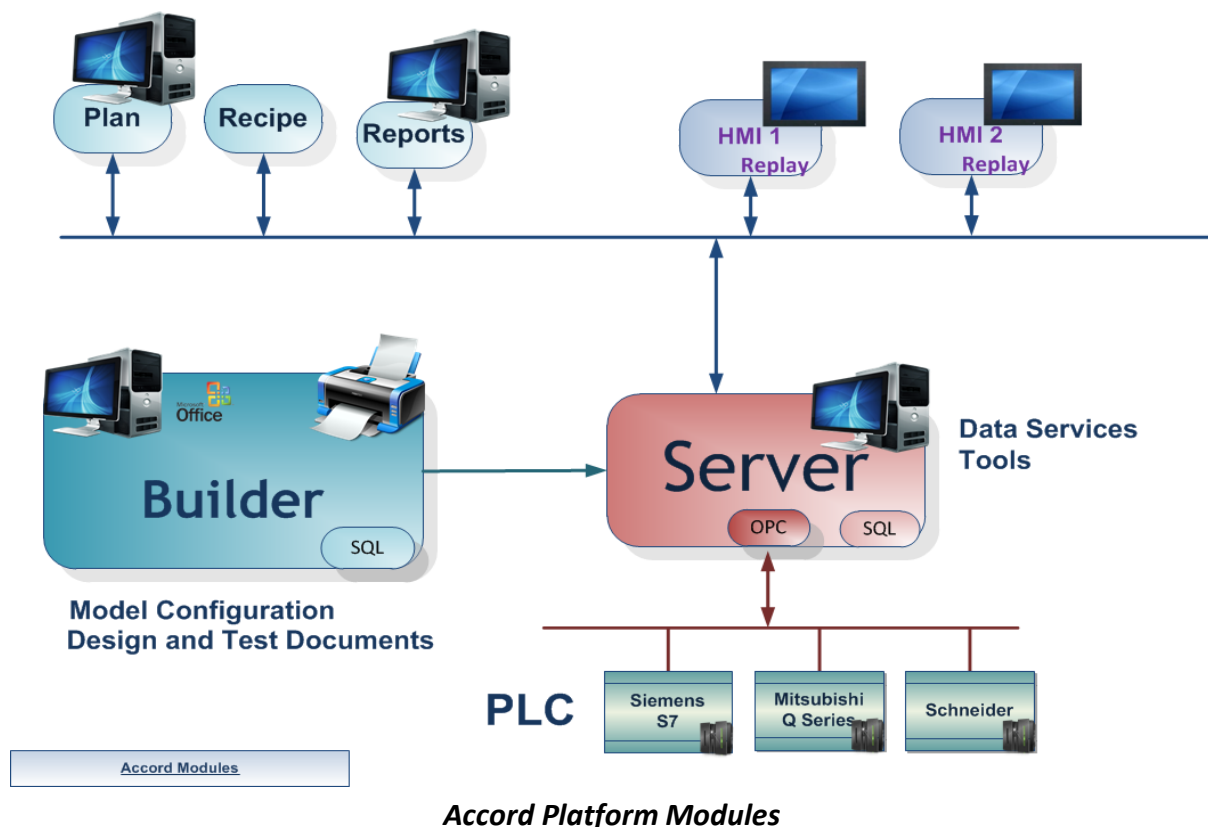 Plan
Recipe
Reports
HMI 1
Replay
HMI 2
Replay
Microsoft
Office
Builder
SQL
Model Configuration
Design and Test Documents
Server
OPC
SQL
Data Services
Tools
PLC
Siemens
S7
Mitsubishi
Q Series
Schneider
Accord Modules
Accord Platform Modules